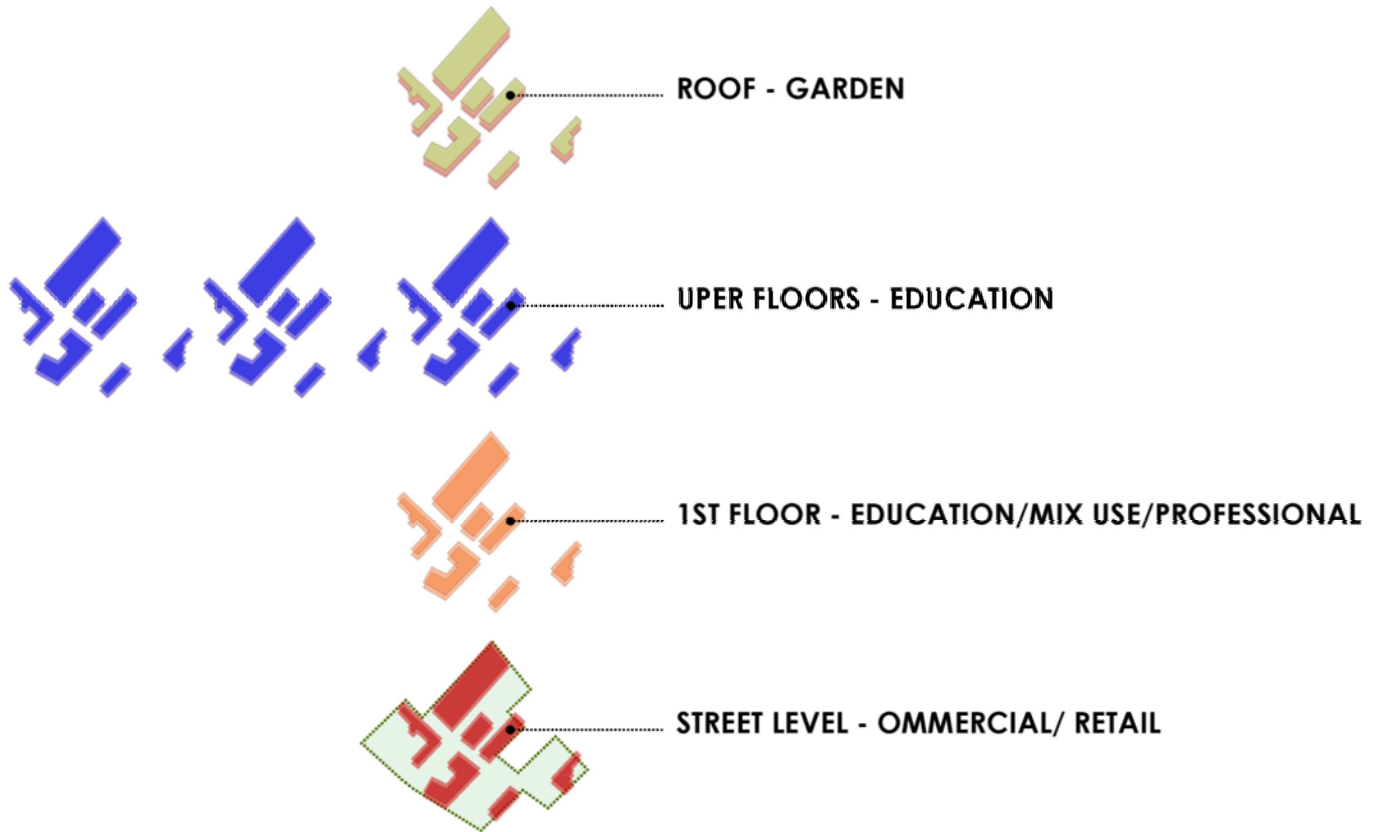 ROOF - GARDEN
UPER FLOORS - EDUCATION
1ST FLOOR - EDUCATION/MIX USE/PROFESSIONAL
STREET LEVEL - OMMERCIAL/ RETAIL